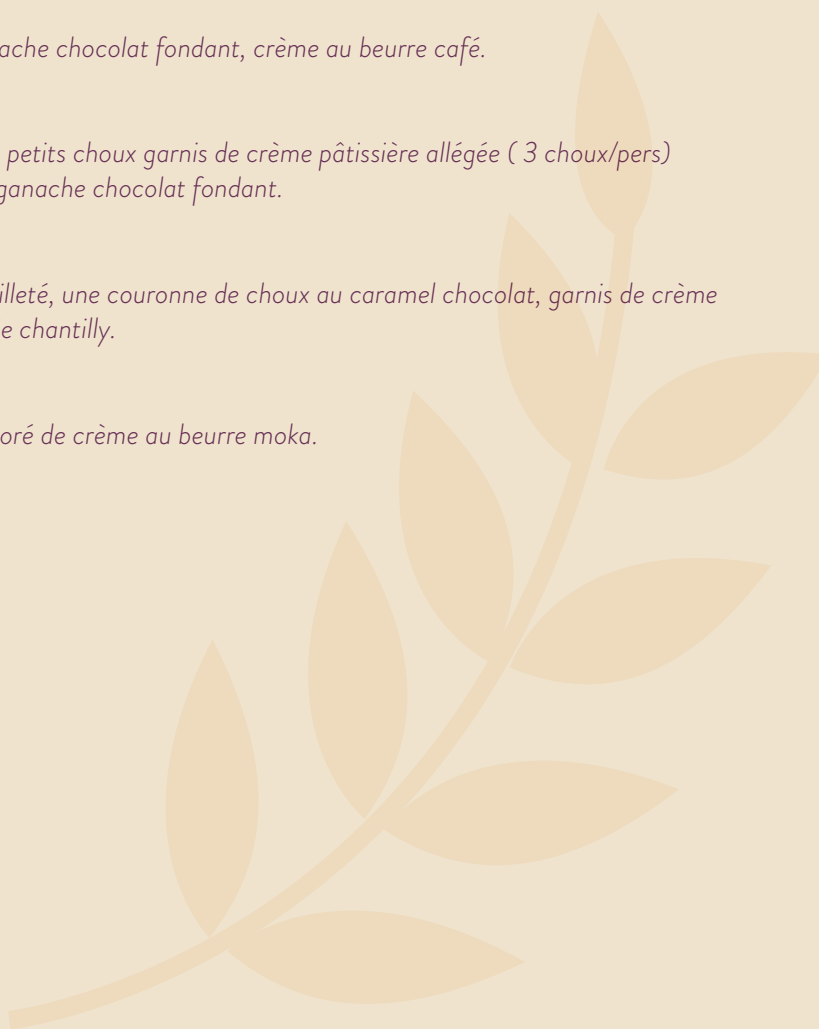 ache chocolat fondant, crème au beurre café.
petits choux garnis de crème pâtissière allégée ( 3 choux/pers)
ganache chocolat fondant.
illeté, une couronne de choux au caramel chocolat, garnis de crème
e chantilly.
oré de crème au beurre moka.